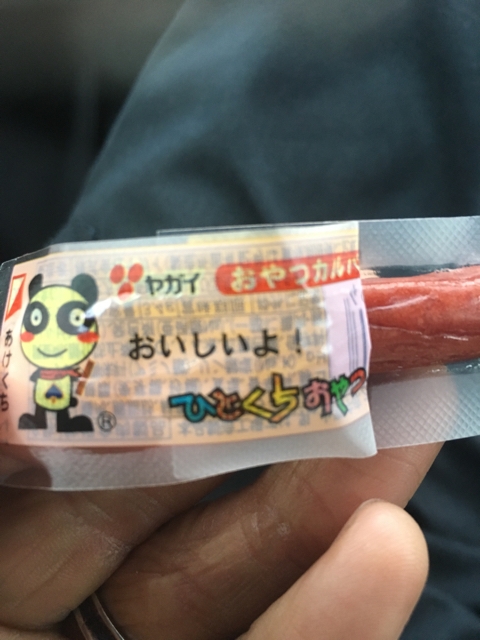 あけくち
ヤガイ おやつカルパ
おいしいよ！
ひとくちおやつ
®